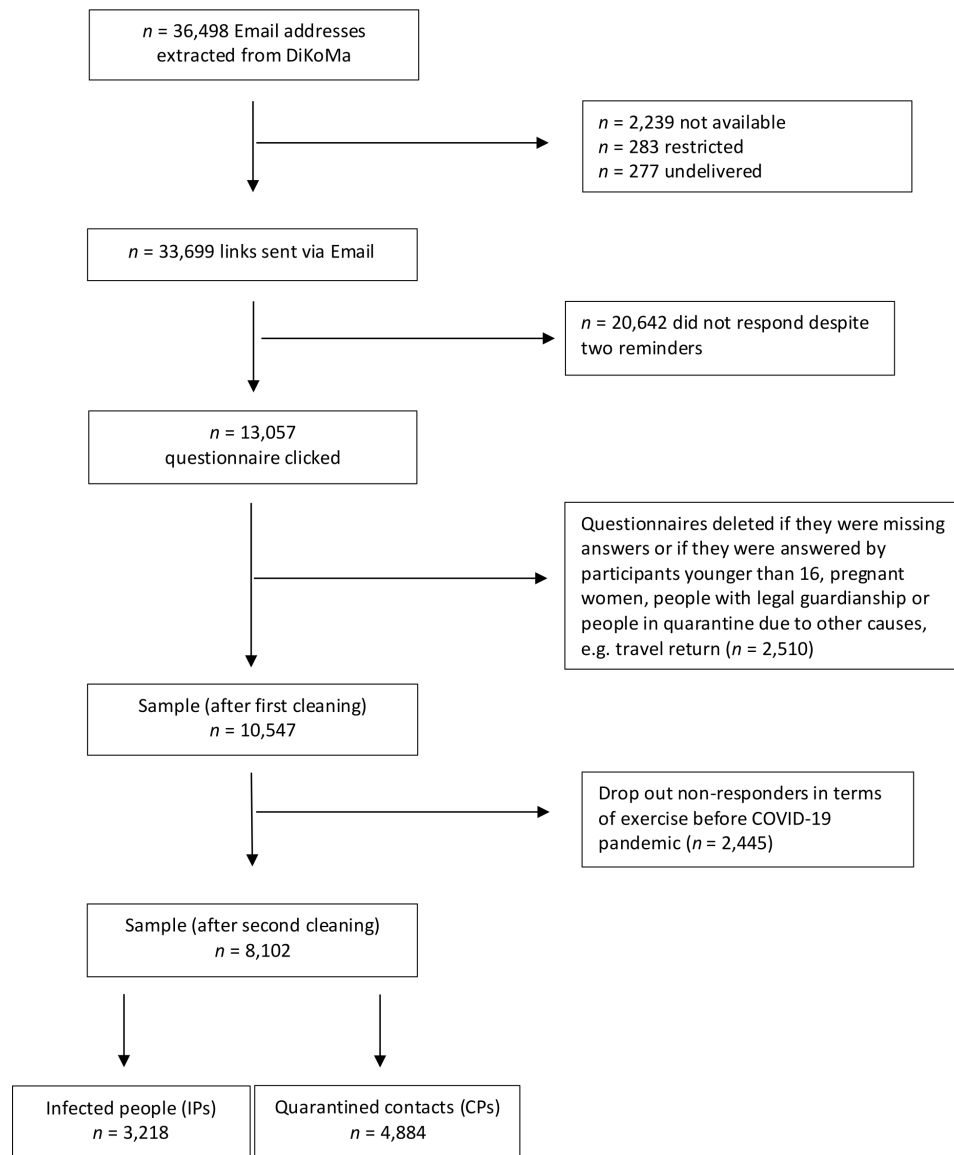 n = 36,498 Email addresses
extracted from DiKoMa
n = 2,239 not available
n = 283 restricted
n = 277 undelivered
n = 33,699 links sent via Email
n = 20,642 did not respond despite
two reminders
n = 13,057
questionnaire clicked
Questionnaires deleted if they were missing
answers or if they were answered by
participants younger than 16, pregnant
women, people with legal guardianship or
people in quarantine due to other causes,
e.g. travel return (n = 2,510)
Sample (after first cleaning)
n = 10,547
Drop out non-responders in terms
of exercise before COVID-19
pandemic (n = 2,445)
Sample (after second cleaning)
n = 8,102
Infected people (IPs)
n = 3,218
Quarantined contacts (CPs)
n = 4,884